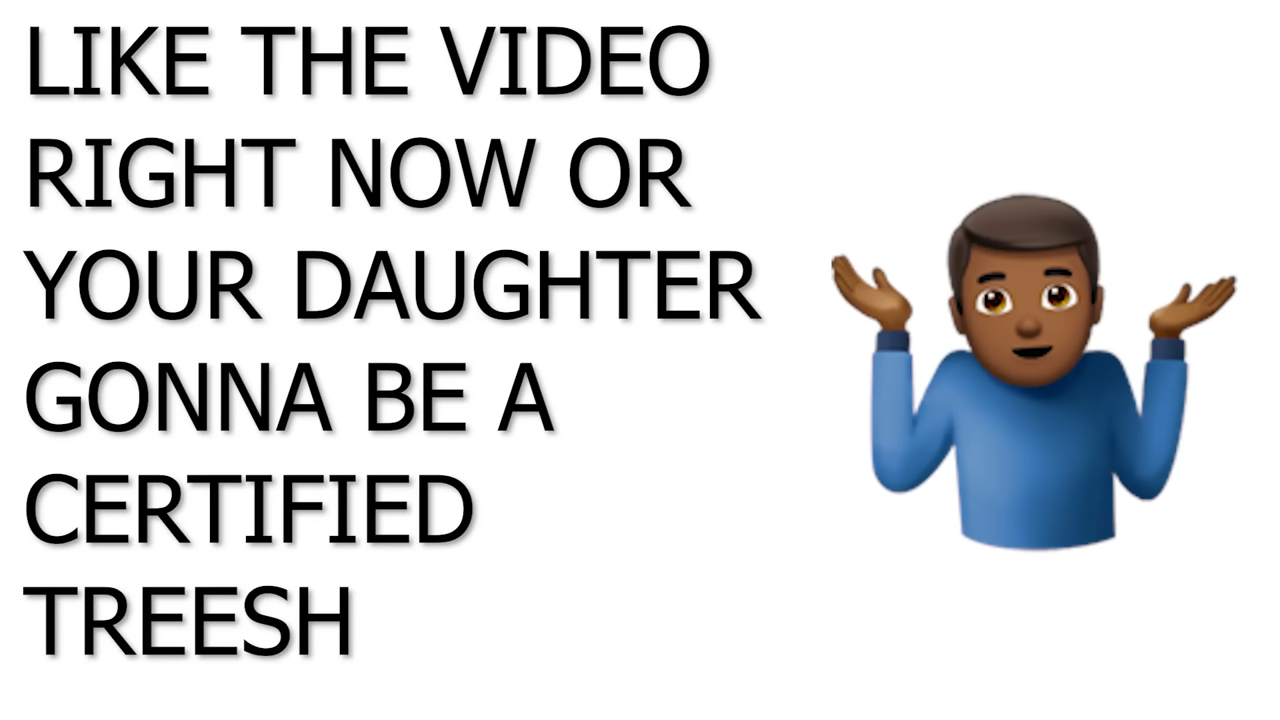 LIKE THE VIDEO
RIGHT NOW OR
YOUR DAUGHTER
GONNA BE A
CERTIFIED
TREESH